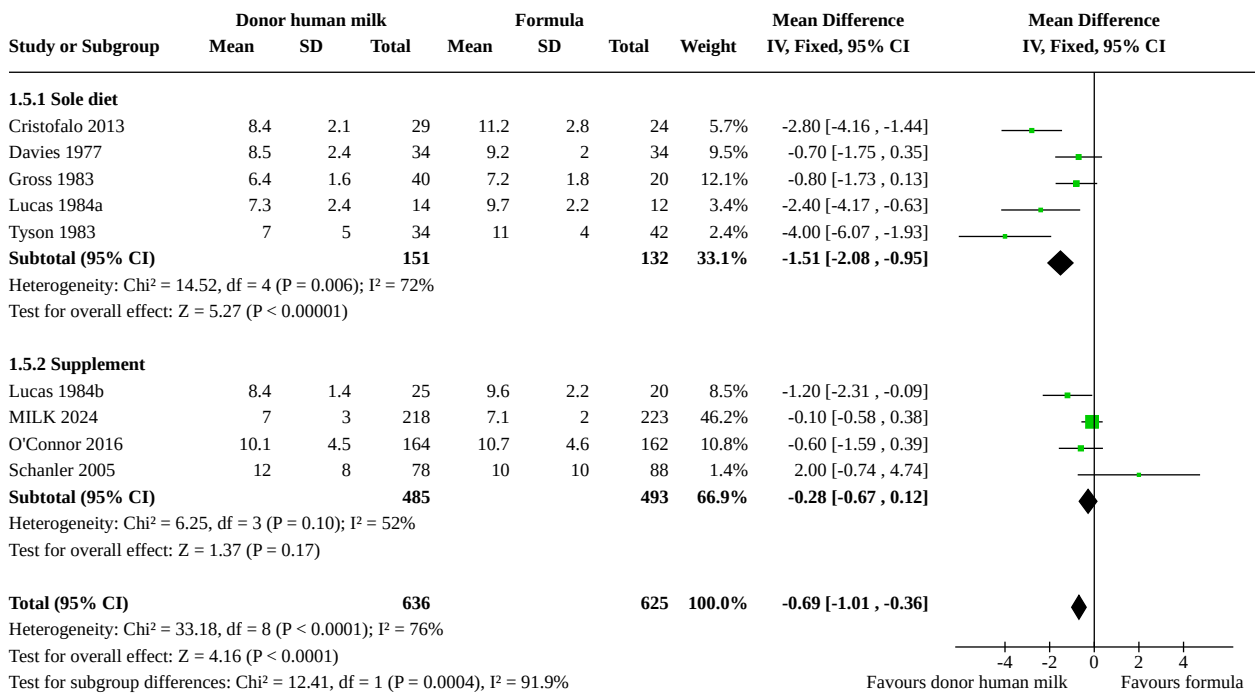 Donor human milk Formula Mean Difference Mean Difference
Study or Subgroup Mean SD Total Mean SD Total Weight IV, Fixed, 95% CI IV, Fixed, 95% CI
1.5.1 Sole diet
Cristofalo 2013 8.4 2.1 29 11.2 2.8 24 5.7% -2.80 [-4.16 , -1.44]
Davies 1977 8.5 2.4 34 9.2 2 34 9.5% -0.70 [-1.75 , 0.35]
Gross 1983 6.4 1.6 40 7.2 1.8 20 12.1% -0.80 [-1.73 , 0.13]
Lucas 1984a 7.3 2.4 14 9.7 2.2 12 3.4% -2.40 [-4.17 , -0.63]
Tyson 1983 7 5 34 11 4 42 2.4% -4.00 [-6.07 , -1.93]
Subtotal (95% CI) 151 132 33.1% -1.51 [-2.08 , -0.95]
Heterogeneity: Chi² = 14.52, df = 4 (P = 0.006); I² = 72%
Test for overall effect: Z = 5.27 (P < 0.00001)
1.5.2 Supplement
Lucas 1984b 8.4 1.4 25 9.6 2.2 20 8.5% -1.20 [-2.31 , -0.09]
MILK 2024 7 3 218 7.1 2 223 46.2% -0.10 [-0.58 , 0.38]
O'Connor 2016 10.1 4.5 164 10.7 4.6 162 10.8% -0.60 [-1.59 , 0.39]
Schanler 2005 12 8 78 10 10 88 1.4% 2.00 [-0.74 , 4.74]
Subtotal (95% CI) 485 493 66.9% -0.28 [-0.67 , 0.12]
Heterogeneity: Chi² = 6.25, df = 3 (P = 0.10); I² = 52%
Test for overall effect: Z = 1.37 (P = 0.17)
Total (95% CI) 636 625 100.0% -0.69 [-1.01 , -0.36]
Heterogeneity: Chi² = 33.18, df = 8 (P < 0.0001); I² = 76%
Test for overall effect: Z = 4.16 (P < 0.0001)
-4 -2 0 2 4
Test for subgroup differences: Chi² = 12.41, df = 1 (P = 0.0004), I² = 91.9% Favours donor human milk Favours formula